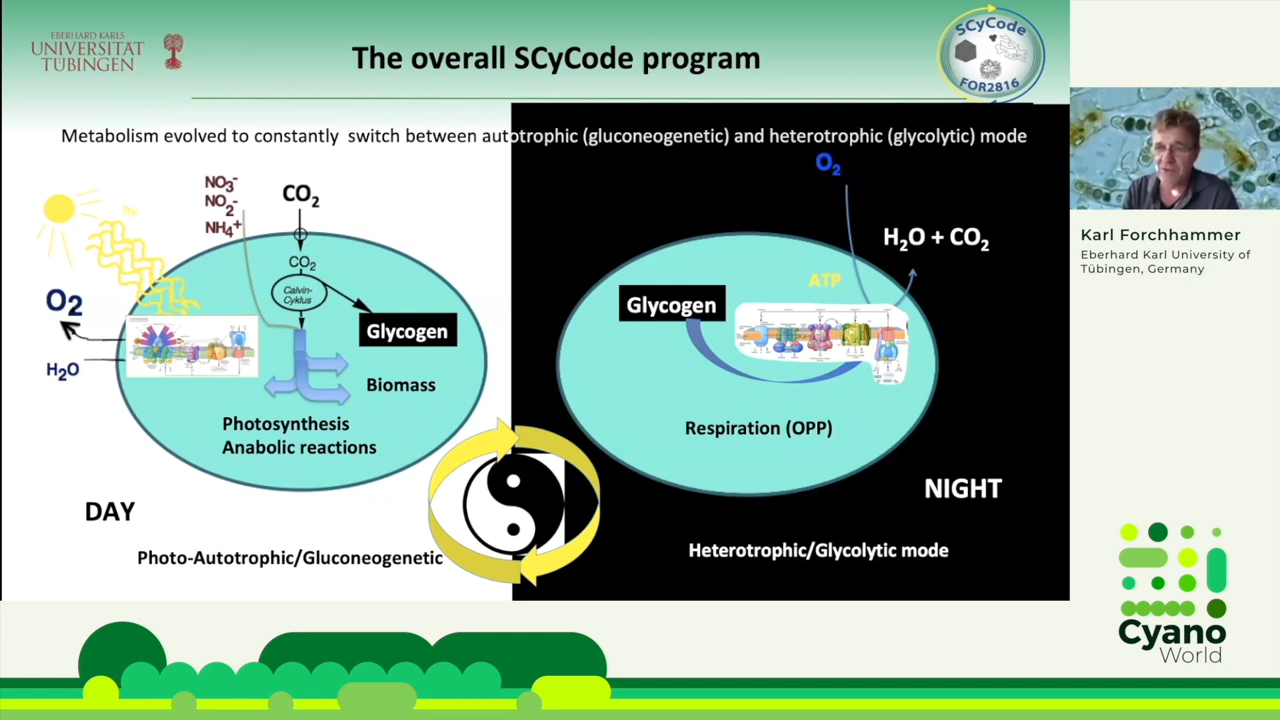 EBERHARD KARLS
UNIVERSITÄT
TÜBINGEN
The overall SCyCode program
SCyCode
FOR2816
Metabolism evolved to constantly switch between autotrophic (gluconeogenetic) and heterotrophic (glycolytic) mode
NO₃⁻
NO₂⁻
NH₄⁺
CO₂
hν
CO₂
Calvin-
Cyklus
O₂
H₂O
Glycogen
Biomass
Photosynthesis
Anabolic reactions
DAY
Photo-Autotrophic/Gluconeogenetic
O₂
H₂O + CO₂
ATP
Glycogen
Respiration (OPP)
NIGHT
Heterotrophic/Glycolytic mode
Karl Forchhammer
Eberhard Karl University of
Tübingen, Germany
Cyano
World